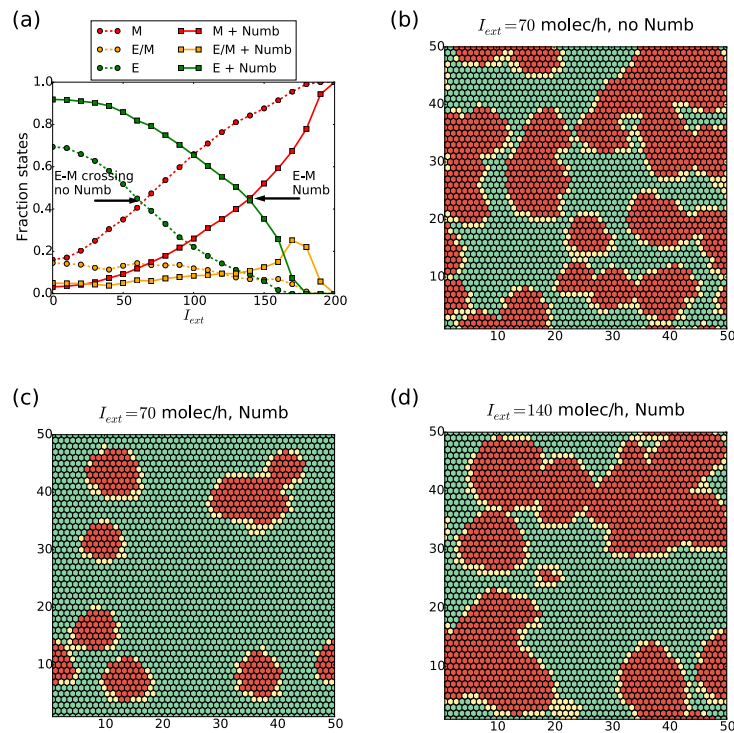 (a)
M
M + Numb
E/M
E/M + Numb
E
E + Numb
1.0
0.8
0.6
0.4
0.2
0.0
Fraction states
E-M crossing
no Numb
E-M
Numb
0
50
100
150
200
I_ext
(b)
I_ext=70 molec/h, no Numb
50
40
30
20
10
10
20
30
40
50
(c)
I_ext=70 molec/h, Numb
50
40
30
20
10
10
20
30
40
50
(d)
I_ext=140 molec/h, Numb
50
40
30
20
10
10
20
30
40
50